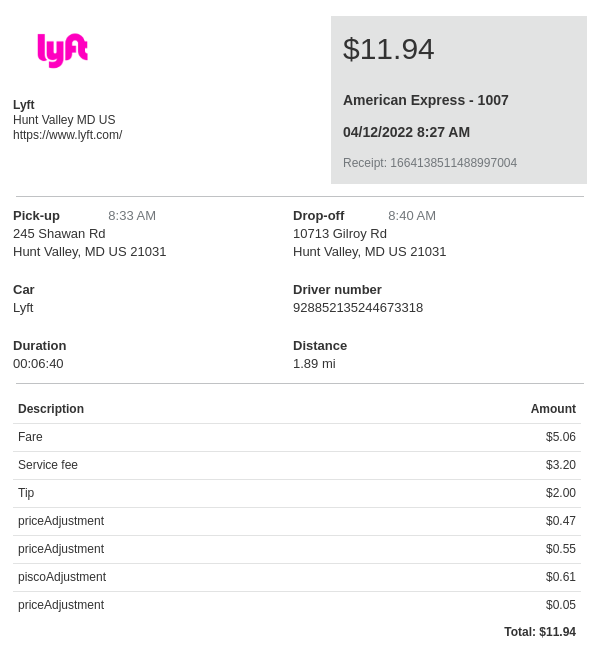 lyft
$11.94
Lyft
Hunt Valley MD US
https://www.lyft.com/
American Express - 1007
04/12/2022 8:27 AM
Receipt: 1664138511488997004
Pick-up 8:33 AM
245 Shawan Rd
Hunt Valley, MD US 21031
Drop-off 8:40 AM
10713 Gilroy Rd
Hunt Valley, MD US 21031
Car
Lyft
Driver number
928852135244673318
Duration
00:06:40
Distance
1.89 mi
Description Amount
Fare $5.06
Service fee $3.20
Tip $2.00
priceAdjustment $0.47
priceAdjustment $0.55
piscoAdjustment $0.61
priceAdjustment $0.05
Total: $11.94